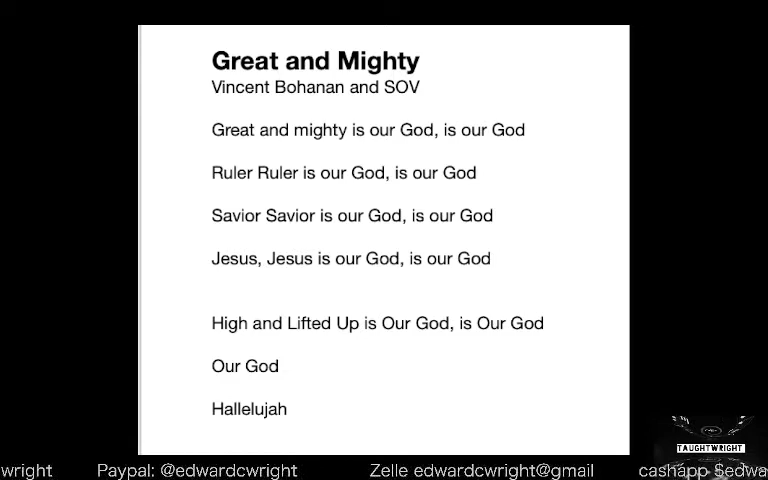 Great and Mighty
Vincent Bohanan and SOV
Great and mighty is our God, is our God
Ruler Ruler is our God, is our God
Savior Savior is our God, is our God
Jesus, Jesus is our God, is our God
High and Lifted Up is Our God, is Our God
Our God
Hallelujah
TAUGHTWRIGHT
wright Paypal: @edwardcwright Zelle edwardcwright@gmail cashapp $edwa